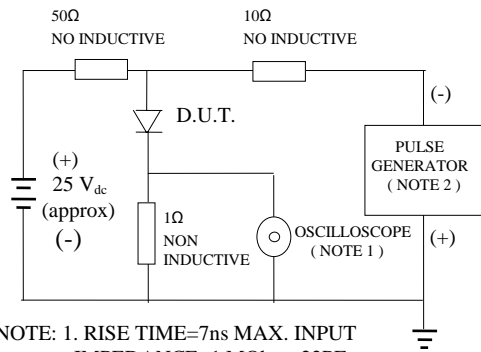 50Ω
NO INDUCTIVE
10Ω
NO INDUCTIVE
(-)
D.U.T.
PULSE
GENERATOR
( NOTE 2 )
(+)
25 Vdc
(approx)
(-)
1Ω
NON
INDUCTIVE
OSCILLOSCOPE
( NOTE 1 )
(+)
NOTE: 1. RISE TIME=7ns MAX. INPUT